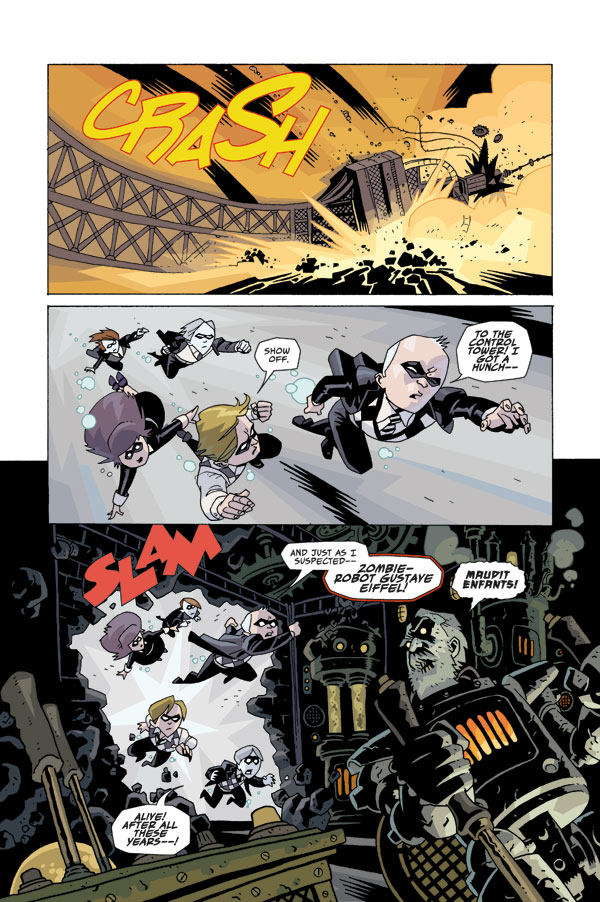 CRASH
SHOW
OFF.
TO THE
CONTROL
TOWER! I
GOT A
HUNCH--
SLAM
AND JUST AS I
SUSPECTED--
ZOMBIE-
ROBOT GUSTAVE
EIFFEL!
MAUDIT
ENFANTS!
ALIVE!
AFTER ALL
THESE
YEARS--!